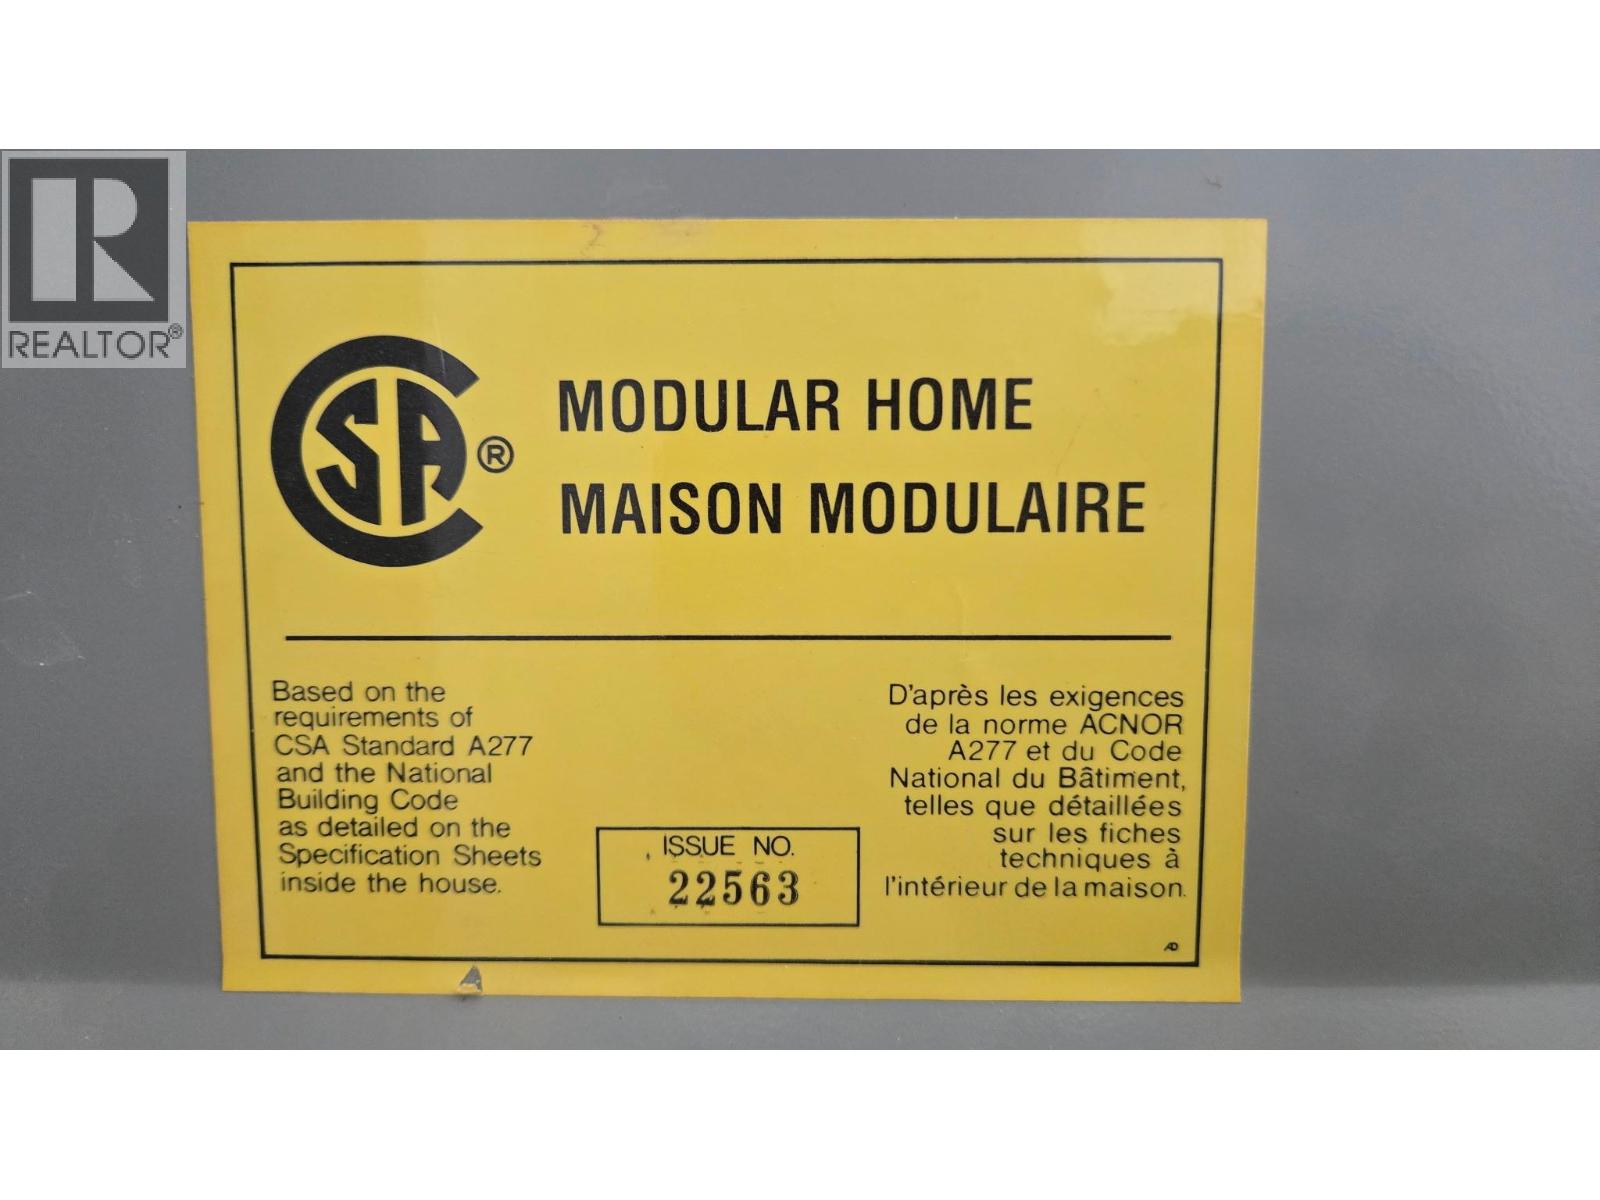 R
REALTOR®
CSA®
MODULAR HOME
MAISON MODULAIRE
Based on the
requirements of
CSA Standard A277
and the National
Building Code
as detailed on the
Specification Sheets
inside the house.
ISSUE NO.
22563
D'après les exigences
de la norme ACNOR
A277 et du Code
National du Bâtiment,
telles que détaillées
sur les fiches
techniques à
l'intérieur de la maison.
AD